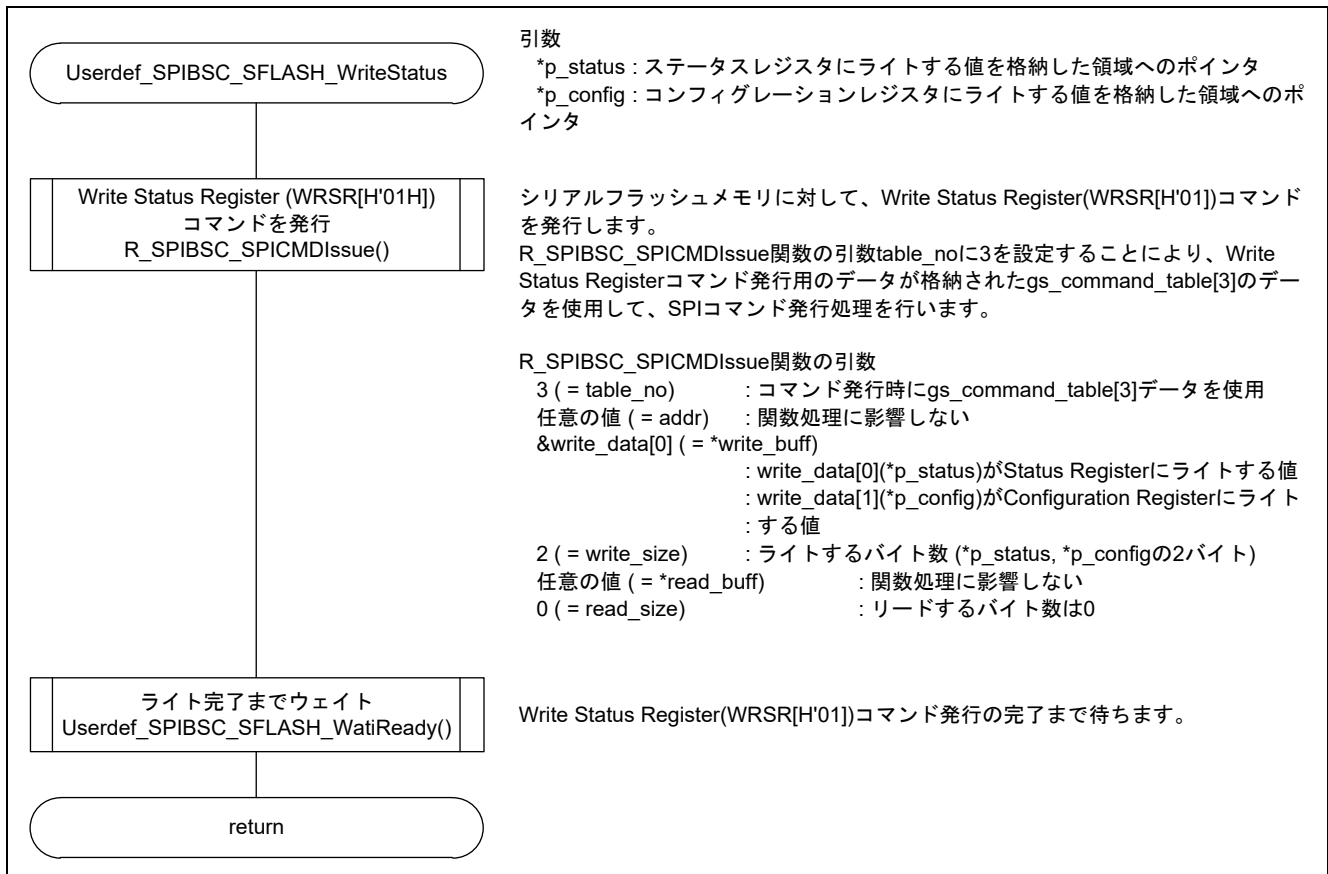 Userdef_SPIBSC_SFLASH_WriteStatus
引数
*p_status : ステータスレジスタにライトする値を格納した領域へのポインタ
*p_config : コンフィグレーションレジスタにライトする値を格納した領域へのポ
インタ
Write Status Register (WRSR[H'01H])
コマンドを発行
R_SPIBSC_SPICMDIssue()
シリアルフラッシュメモリに対して、Write Status Register(WRSR[H'01])コマンド
を発行します。
R_SPIBSC_SPICMDIssue関数の引数table_noに3を設定することにより、Write
Status Registerコマンド発行用のデータが格納されたgs_command_table[3]のデー
タを使用して、SPIコマンド発行処理を行います。
R_SPIBSC_SPICMDIssue関数の引数
3 ( = table_no) : コマンド発行時にgs_command_table[3]データを使用
任意の値 ( = addr) : 関数処理に影響しない
&write_data[0] ( = *write_buff)
: write_data[0](*p_status)がStatus Registerにライトする値
: write_data[1](*p_config)がConfiguration Registerにライト
: する値
2 ( = write_size) : ライトするバイト数 (*p_status, *p_configの2バイト)
任意の値 ( = *read_buff) : 関数処理に影響しない
0 ( = read_size) : リードするバイト数は0
ライト完了までウェイト
Userdef_SPIBSC_SFLASH_WatiReady()
Write Status Register(WRSR[H'01])コマンド発行の完了まで待ちます。
return